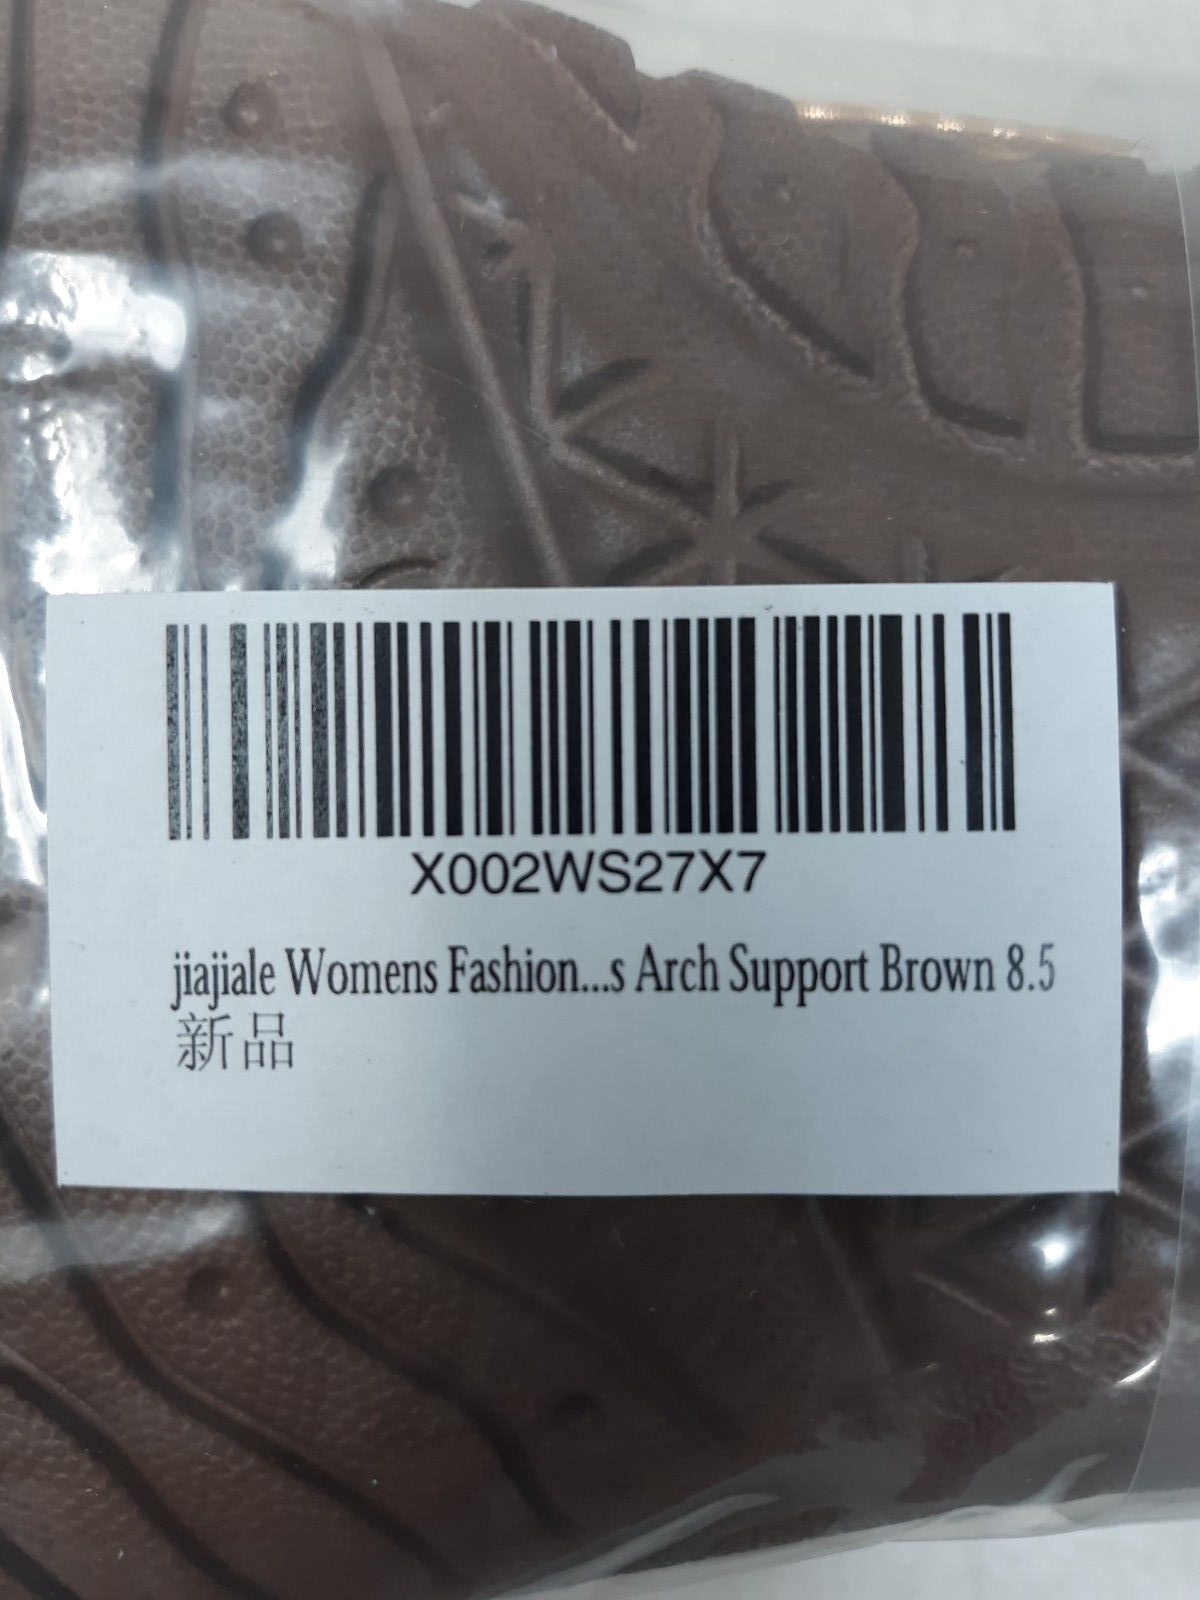 X002WS27X7
jiajiale Womens Fashion...s Arch Support Brown 8.5
新品